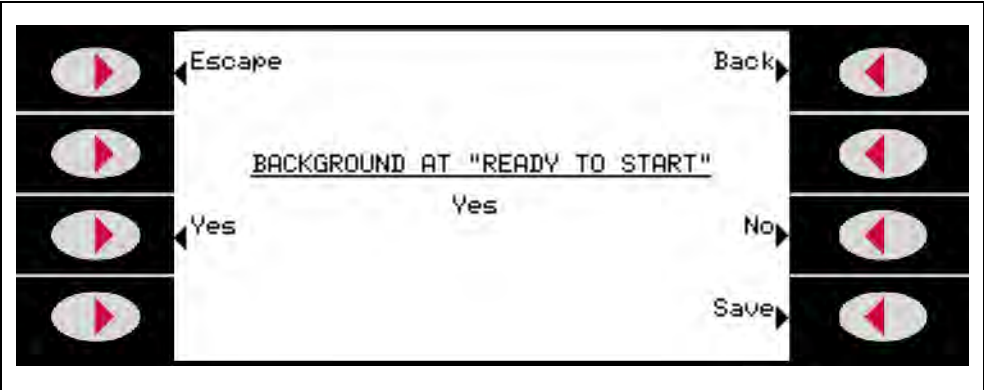 Escape Back
BACKGROUND AT "READY TO START"
Yes
Yes No
Save